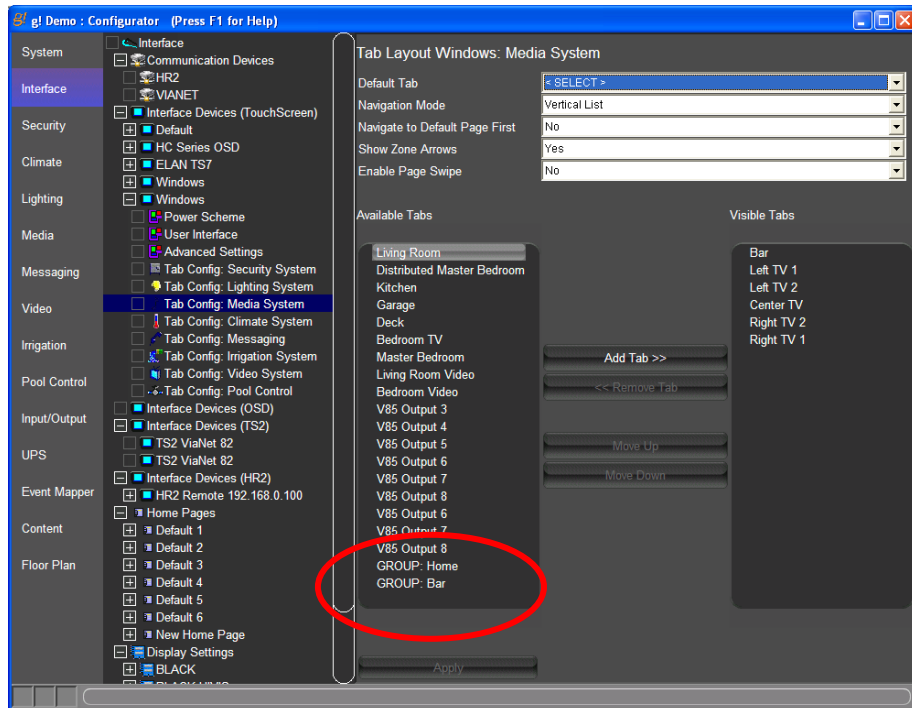 g! Demo : Configurator (Press F1 for Help)
System
Interface
Security
Climate
Lighting
Media
Messaging
Video
Irrigation
Pool Control
Input/Output
UPS
Event Mapper
Content
Floor Plan
Interface
Communication Devices
HR2
VIANET
Interface Devices (TouchScreen)
Default
HC Series OSD
ELAN TS7
Windows
Windows
Power Scheme
User Interface
Advanced Settings
Tab Config: Security System
Tab Config: Lighting System
Tab Config: Media System
Tab Config: Climate System
Tab Config: Messaging
Tab Config: Irrigation System
Tab Config: Video System
Tab Config: Pool Control
Interface Devices (OSD)
Interface Devices (TS2)
TS2 ViaNet 82
TS2 ViaNet 82
Interface Devices (HR2)
HR2 Remote 192.168.0.100
Home Pages
Default 1
Default 2
Default 3
Default 4
Default 5
Default 6
New Home Page
Display Settings
BLACK
Tab Layout Windows: Media System
Default Tab < SELECT >
Navigation Mode Vertical List
Navigate to Default Page First No
Show Zone Arrows Yes
Enable Page Swipe No
Available Tabs
Living Room
Distributed Master Bedroom
Kitchen
Garage
Deck
Bedroom TV
Master Bedroom
Living Room Video
Bedroom Video
V85 Output 3
V85 Output 4
V85 Output 5
V85 Output 6
V85 Output 7
V85 Output 8
V85 Output 6
V85 Output 7
V85 Output 8
GROUP: Home
GROUP: Bar
Add Tab >>
<< Remove Tab
Move Up
Move Down
Visible Tabs
Bar
Left TV 1
Left TV 2
Center TV
Right TV 2
Right TV 1
Apply